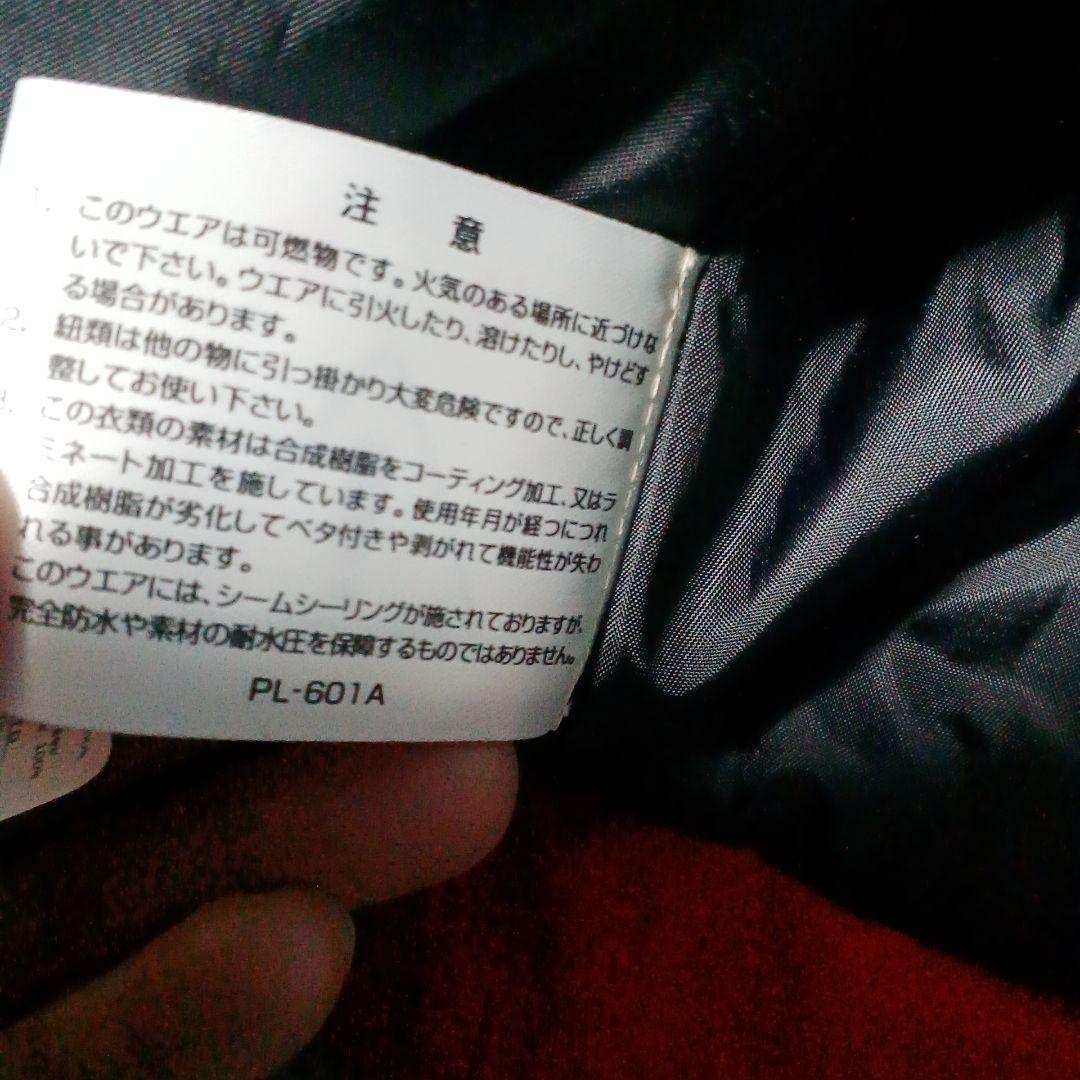 注意
1. このウエアは可燃物です。火気のある場所に近づけな
いで下さい。ウエアに引火したり、溶けたりし、やけどす
る場合があります。
2. 紐類は他の物に引っ掛かり大変危険ですので、正しく調
整してお使い下さい。
3. この衣類の素材は合成樹脂をコーティング加工、又はラ
ミネート加工を施しています。使用年月が経つにつれ
合成樹脂が劣化してベタ付きや剥がれて機能性が失わ
れる事があります。
このウエアには、シームシーリングが施されておりますが、
完全防水や素材の耐水圧を保障するものではありません。
PL-601A
100%